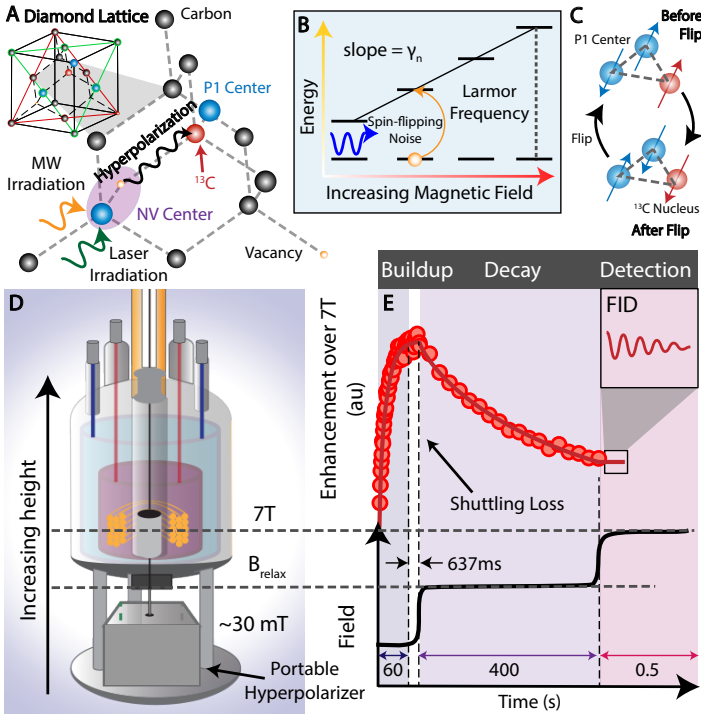 A Diamond Lattice
Carbon
P1 Center
Hyperpolarization
MW
Irradiation
¹³C
NV Center
Laser
Irradiation
Vacancy
B
slope = γₙ
Energy
Larmor
Frequency
Spin-flipping
Noise
Increasing Magnetic Field
C
Before
Flip
P1 Center
Flip
¹³C Nucleus
After Flip
D
Increasing height
7T
B_relax
~30 mT
Portable
Hyperpolarizer
Buildup
Decay
Detection
E
FID
Enhancement over 7T
(au)
Shuttling Loss
637ms
Field
60
400
0.5
Time (s)